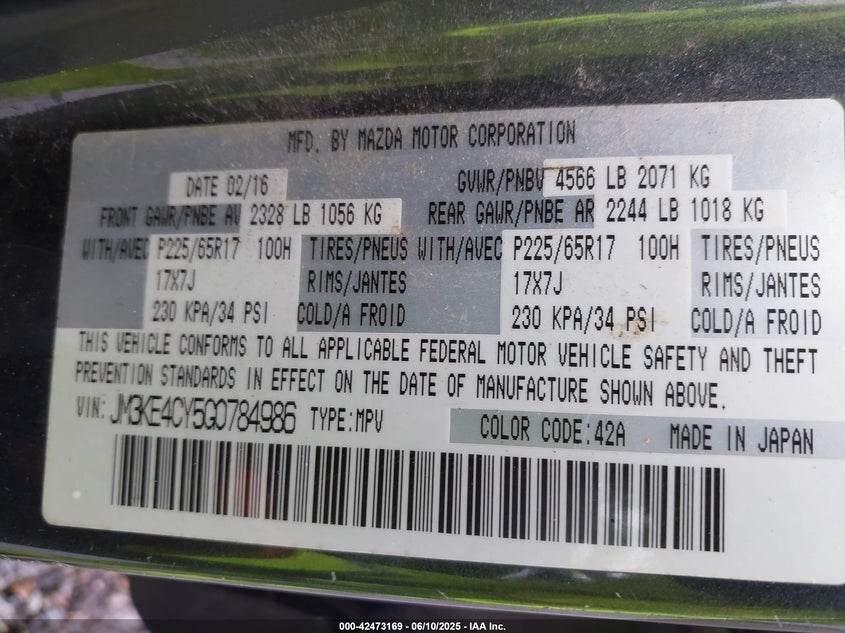 MFD. BY MAZDA MOTOR CORPORATION
DATE 02/16 GVWR/PNBV 4566 LB 2071 KG
FRONT GAWR/PNBE AV 2328 LB 1056 KG REAR GAWR/PNBE AR 2244 LB 1018 KG
WITH/AVEC P225/65R17 100H TIRES/PNEUS WITH/AVEC P225/65R17 100H TIRES/PNEUS
17X7J RIMS/JANTES 17X7J RIMS/JANTES
230 KPA/34 PSI COLD/A FROID 230 KPA/34 PSI COLD/A FROID
THIS VEHICLE CONFORMS TO ALL APPLICABLE FEDERAL MOTOR VEHICLE SAFETY AND THEFT
PREVENTION STANDARDS IN EFFECT ON THE DATE OF MANUFACTURE SHOWN ABOVE.
VIN: JM3KE4CY5G0784986 TYPE:MPV COLOR CODE:42A MADE IN JAPAN
000-42473169 - 06/10/2025 - IAA Inc.